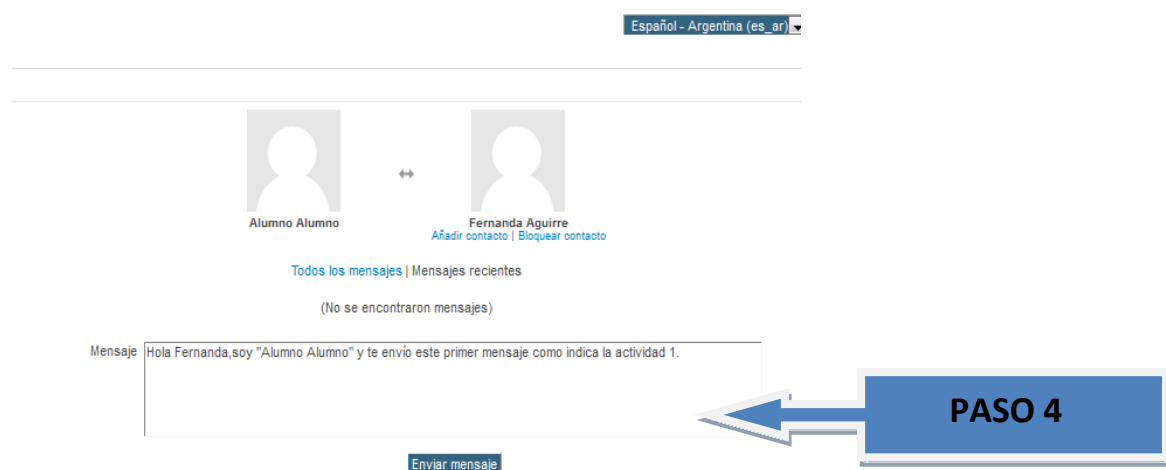 Español - Argentina (es_ar)
Alumno Alumno
Fernanda Aguirre
Añadir contacto | Bloquear contacto
Todos los mensajes | Mensajes recientes
(No se encontraron mensajes)
Mensaje
Hola Fernanda,soy "Alumno Alumno" y te envío este primer mensaje como indica la actividad 1.
PASO 4
Enviar mensaje